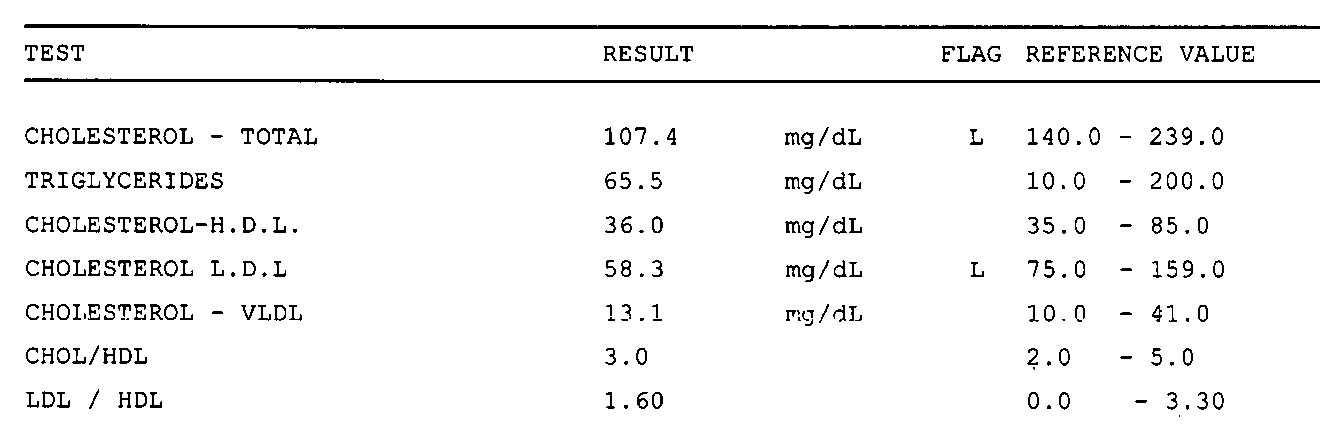 TEST RESULT FLAG REFERENCE VALUE
CHOLESTEROL - TOTAL 107.4 mg/dL L 140.0 - 239.0
TRIGLYCERIDES 65.5 mg/dL 10.0 - 200.0
CHOLESTEROL-H.D.L. 36.0 mg/dL 35.0 - 85.0
CHOLESTEROL L.D.L 58.3 mg/dL L 75.0 - 159.0
CHOLESTEROL - VLDL 13.1 mg/dL 10.0 - 41.0
CHOL/HDL 3.0 2.0 - 5.0
LDL / HDL 1.60 0.0 - 3.30